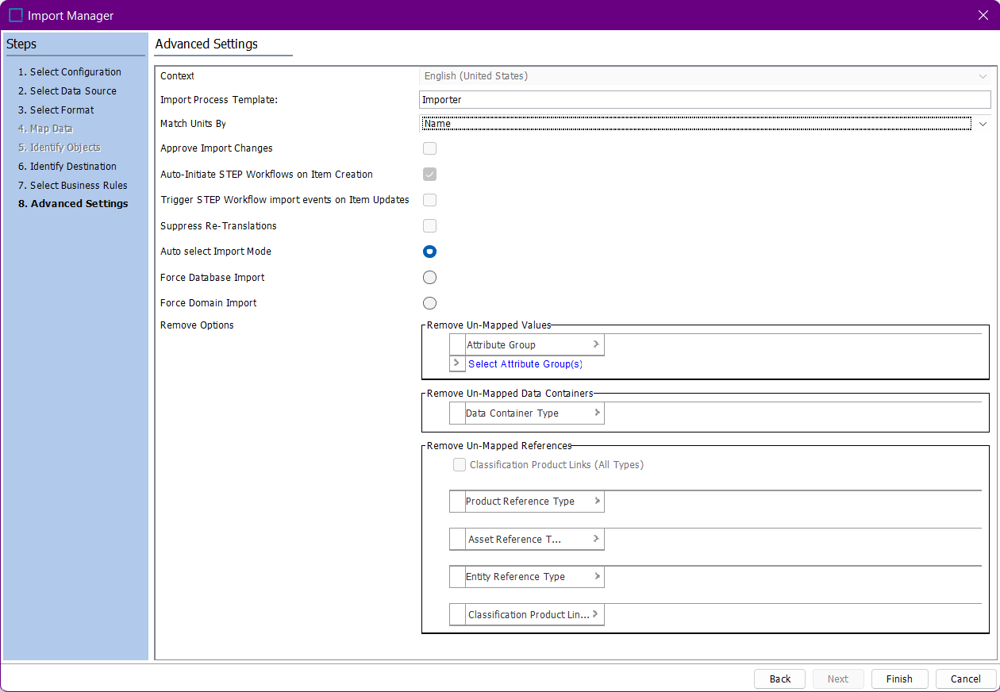 Import Manager
Steps
1. Select Configuration
2. Select Data Source
3. Select Format
4. Map Data
5. Identify Objects
6. Identify Destination
7. Select Business Rules
8. Advanced Settings
Advanced Settings
Context English (United States)
Import Process Template: Importer
Match Units By Name
Approve Import Changes
Auto-Initiate STEP Workflows on Item Creation
Trigger STEP Workflow import events on Item Updates
Suppress Re-Translations
Auto select Import Mode
Force Database Import
Force Domain Import
Remove Options
Remove Un-Mapped Values
Attribute Group
Select Attribute Group(s)
Remove Un-Mapped Data Containers
Data Container Type
Remove Un-Mapped References
Classification Product Links (All Types)
Product Reference Type
Asset Reference T...
Entity Reference Type
Classification Product Lin...
Back Next Finish Cancel